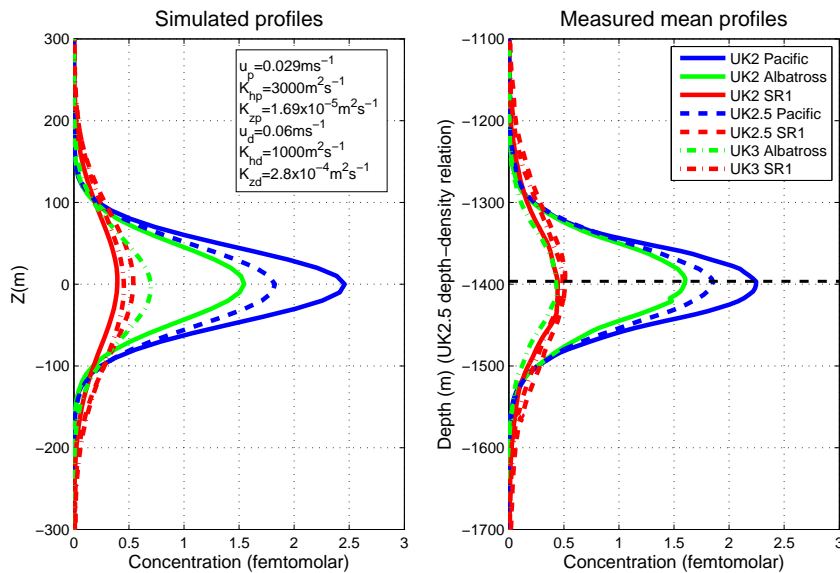 Simulated profiles
300
200
100
0
−100
−200
−300
Z(m)
0 0.5 1 1.5 2 2.5 3
Concentration (femtomolar)
u_p=0.029ms^−1
K_hp=3000m^2s^−1
K_zp=1.69x10^−5m^2s^−1
u_d=0.06ms^−1
K_hd=1000m^2s^−1
K_zd=2.8x10^−4m^2s^−1
Measured mean profiles
−1100
−1200
−1300
−1400
−1500
−1600
−1700
Depth (m) (UK2.5 depth−density relation)
0 0.5 1 1.5 2 2.5 3
Concentration (femtomolar)
UK2 Pacific
UK2 Albatross
UK2 SR1
UK2.5 Pacific
UK2.5 SR1
UK3 Albatross
UK3 SR1